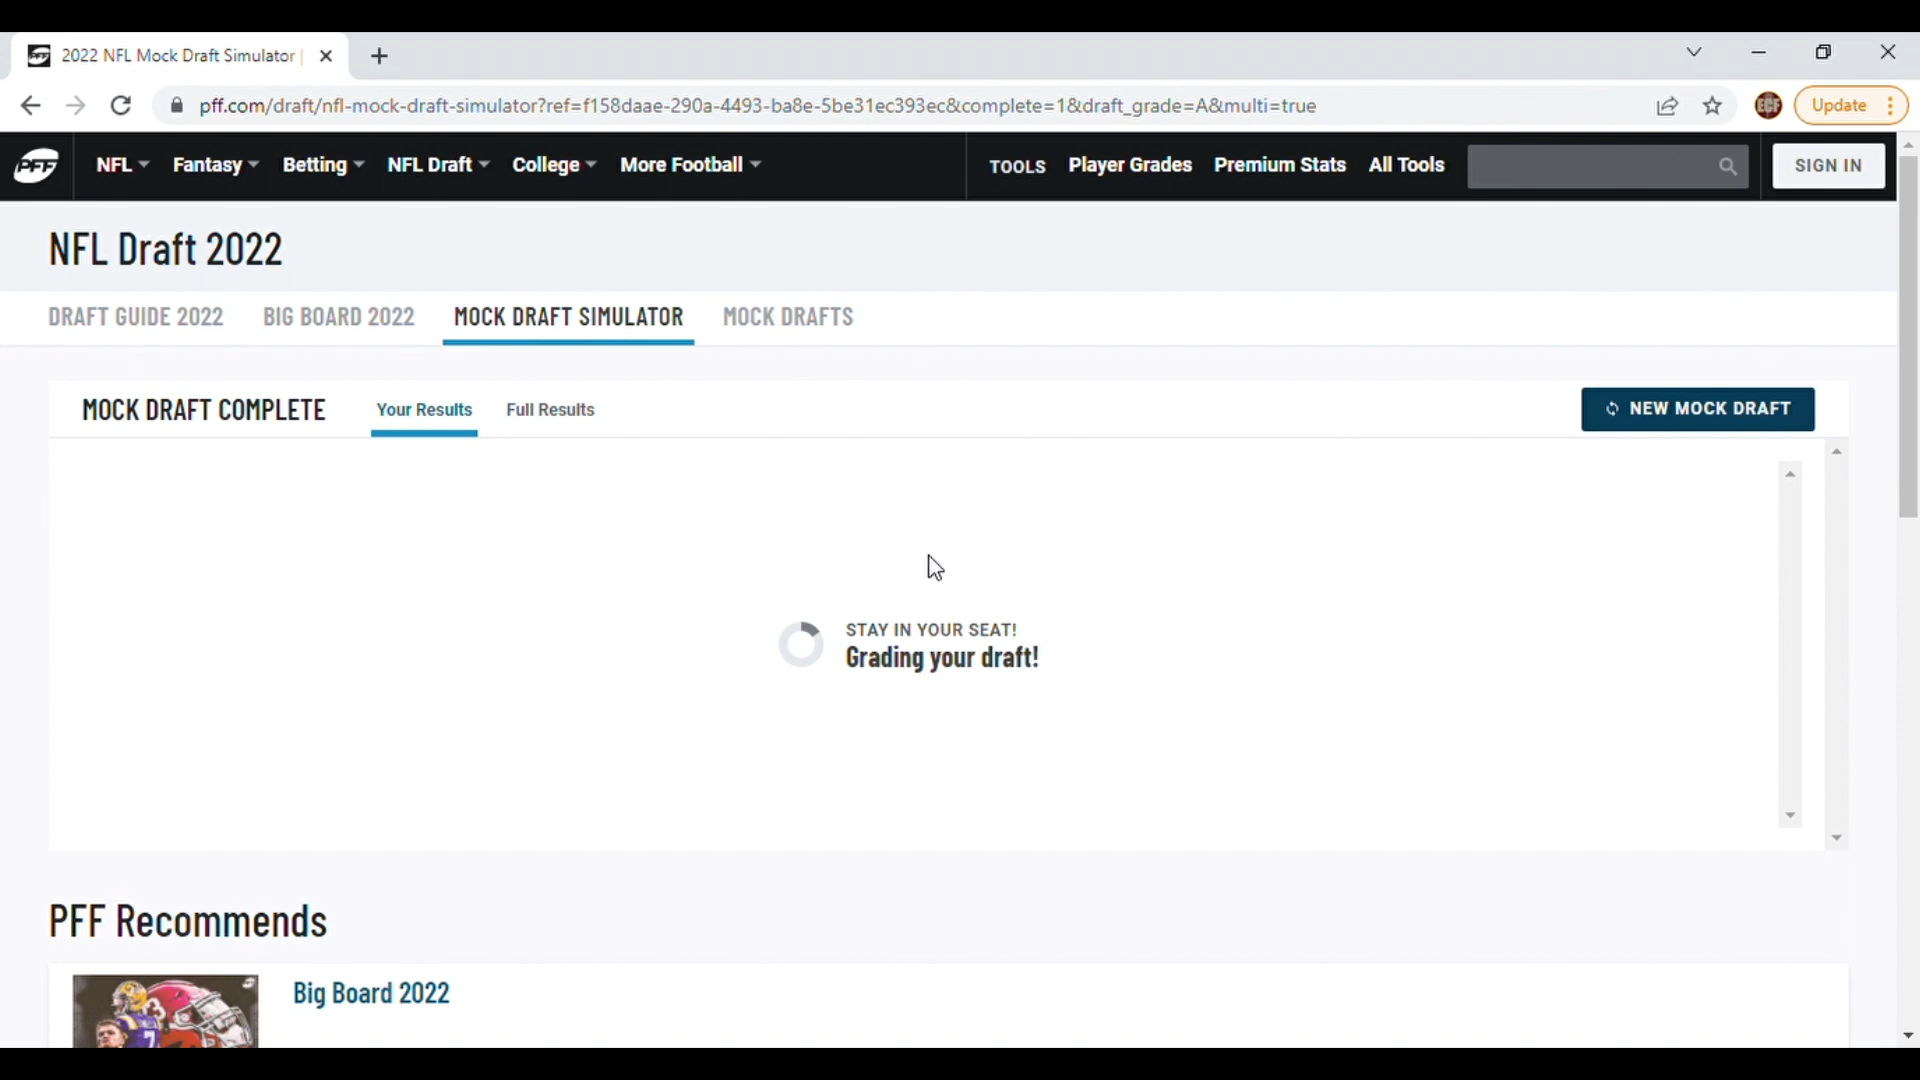 2022 NFL Mock Draft Simulator |
pff.com/draft/nfl-mock-draft-simulator?ref=f158daae-290a-4493-ba8e-5be31ec393ec&complete=1&draft_grade=A&multi=true
ECF
Update
PFF
NFL
Fantasy
Betting
NFL Draft
College
More Football
TOOLS
Player Grades
Premium Stats
All Tools
SIGN IN
NFL Draft 2022
DRAFT GUIDE 2022
BIG BOARD 2022
MOCK DRAFT SIMULATOR
MOCK DRAFTS
MOCK DRAFT COMPLETE
Your Results
Full Results
NEW MOCK DRAFT
STAY IN YOUR SEAT!
Grading your draft!
PFF Recommends
Big Board 2022